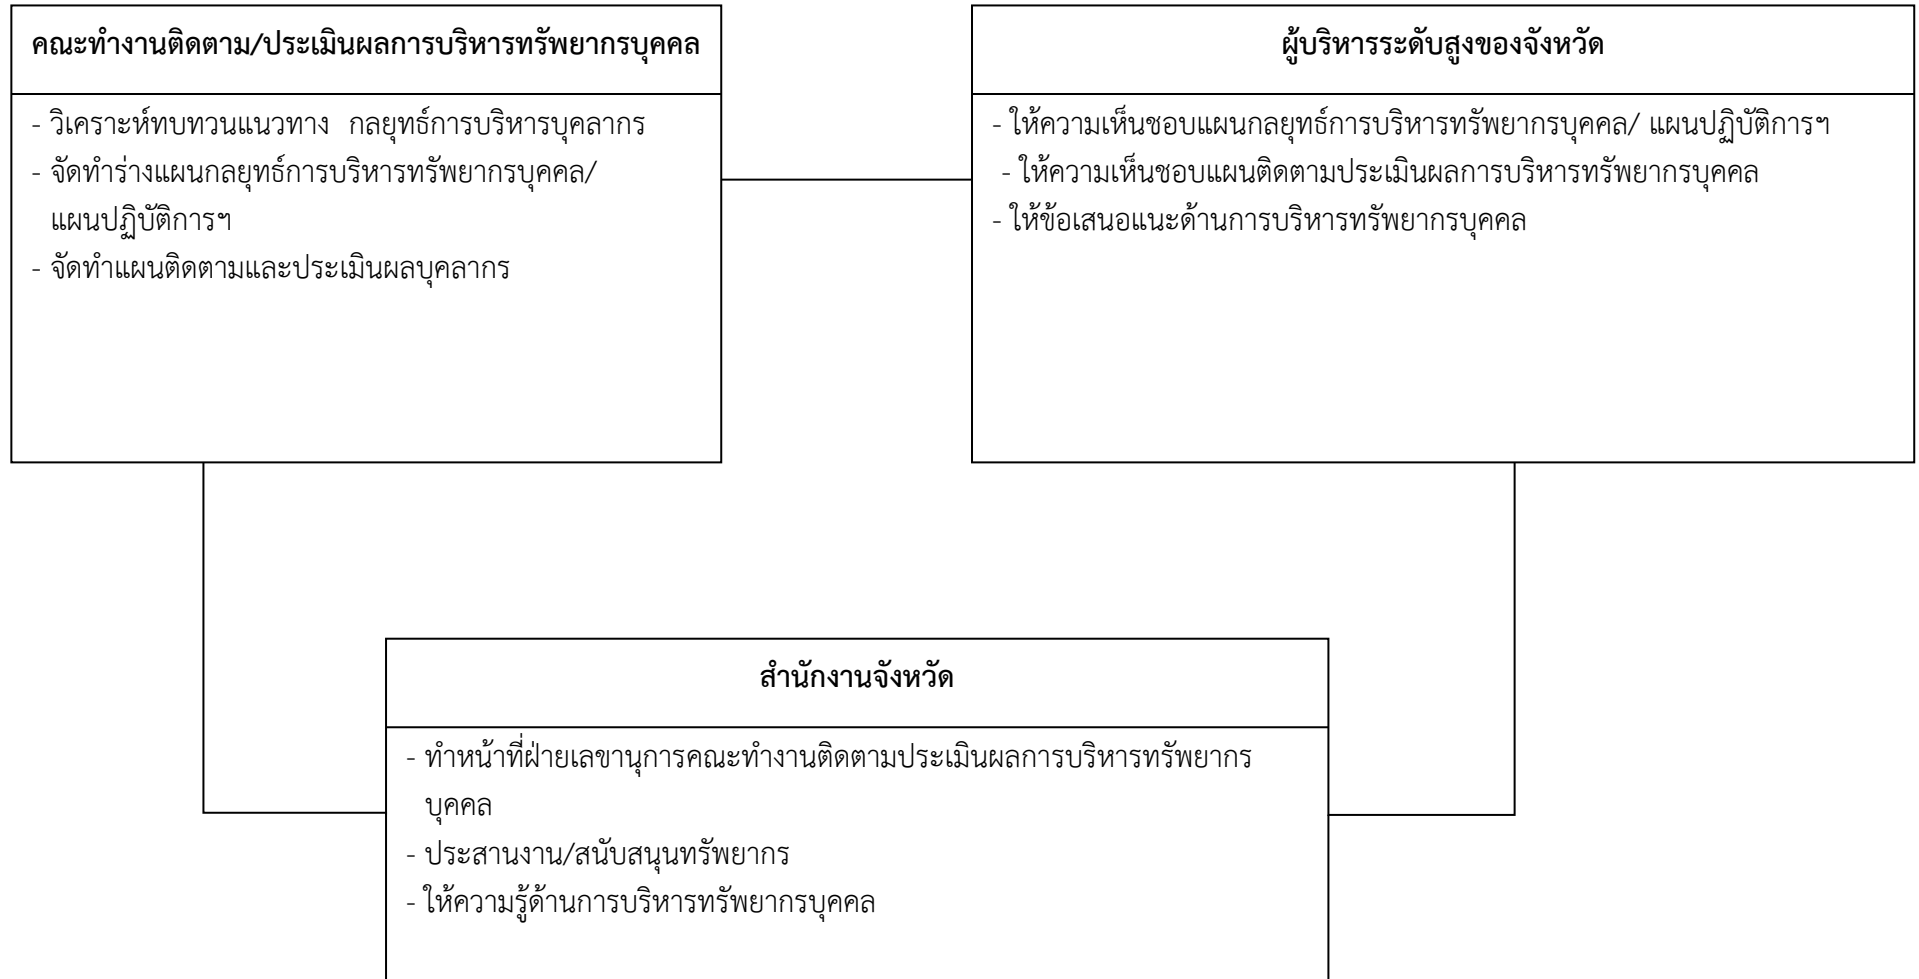 คณะทำงานติดตาม/ประเมินผลการบริหารทรัพยากรบุคคล
- วิเคราะห์ทบทวนแนวทาง กลยุทธ์การบริหารบุคลากร
- จัดทำร่างแผนกลยุทธ์การบริหารทรัพยากรบุคคล/
แผนปฏิบัติการฯ
- จัดทำแผนติดตามและประเมินผลบุคลากร
ผู้บริหารระดับสูงของจังหวัด
- ให้ความเห็นชอบแผนกลยุทธ์การบริหารทรัพยากรบุคคล/ แผนปฏิบัติการฯ
- ให้ความเห็นชอบแผนติดตามประเมินผลการบริหารทรัพยากรบุคคล
- ให้ข้อเสนอแนะด้านการบริหารทรัพยากรบุคคล
สำนักงานจังหวัด
- ทำหน้าที่ฝ่ายเลขานุการคณะทำงานติดตามประเมินผลการบริหารทรัพยากร
บุคคล
- ประสานงาน/สนับสนุนทรัพยากร
- ให้ความรู้ด้านการบริหารทรัพยากรบุคคล